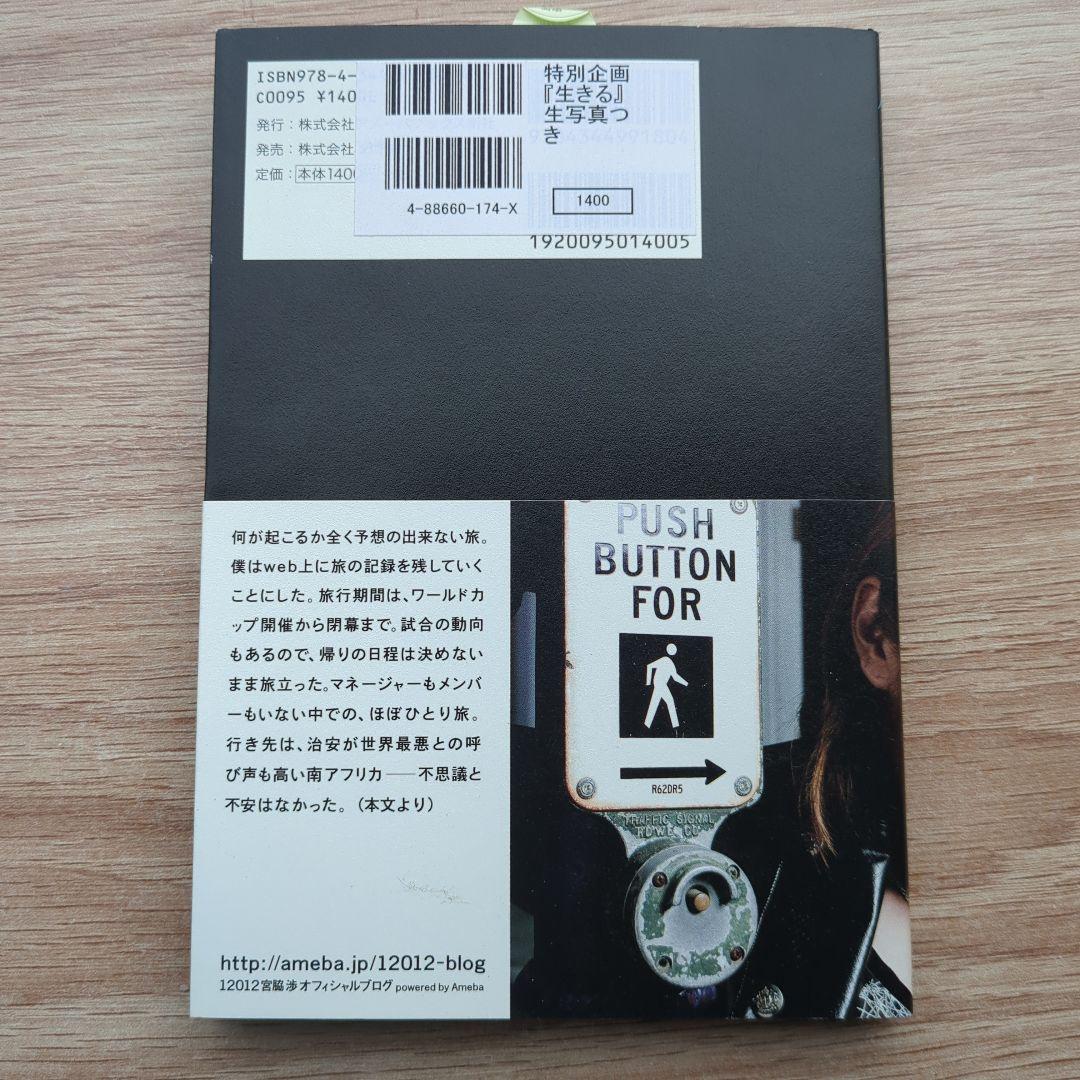 ISBN978-4-
C0095 ¥140
発行：株式会社
発売：株式会社
定価：本体1400
特別企画
『生きる』
生写真つ
き
4-88660-174-X
1400
1920095014005
何が起こるか全く予想の出来ない旅。
僕はweb上に旅の記録を残していく
ことにした。旅行期間は、ワールドカ
ップ開催から閉幕まで。試合の動向
もあるので、帰りの日程は決めない
まま旅立った。マネージャーもメンバ
ーもいない中での、ほぼひとり旅。
行き先は、治安が世界最悪との呼
び声も高い南アフリカ――不思議と
不安はなかった。（本文より）
http://ameba.jp/12012-blog
12012宮脇 渉オフィシャルブログ powered by Ameba
PUSH
BUTTON
FOR
R62DR5
TRAFFIC SIGNAL